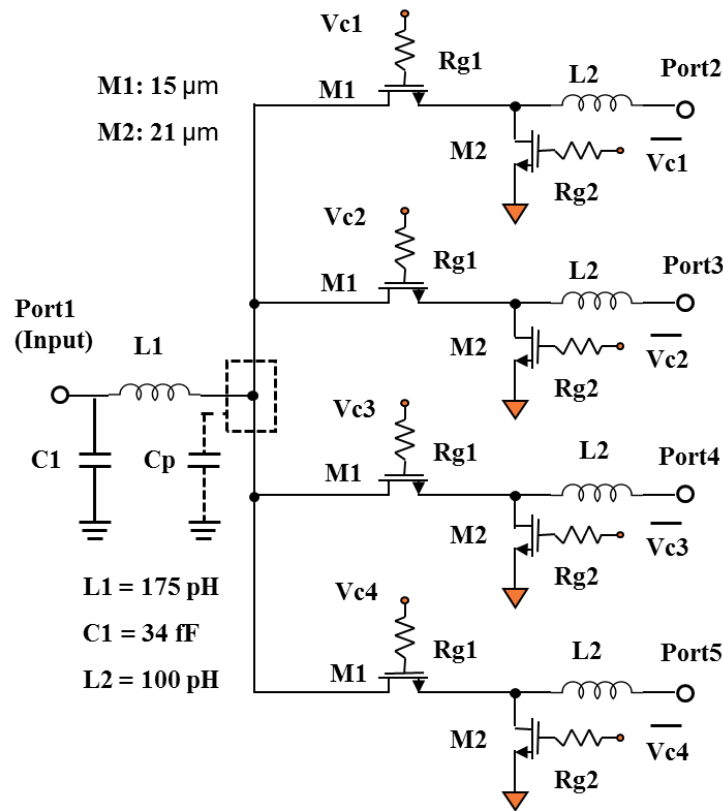 Vc1
Rg1
L2
Port2
M1: 15 μm
M1
M2: 21 μm
M2
Vc1
Rg2
Vc2
Rg1
L2
Port3
M1
Port1
(Input)
M2
Vc2
Rg2
L1
Vc3
Rg1
L2
Port4
C1
Cp
M1
M2
Vc3
Rg2
L1 = 175 pH
Vc4
C1 = 34 fF
Rg1
L2
Port5
L2 = 100 pH
M1
M2
Vc4
Rg2